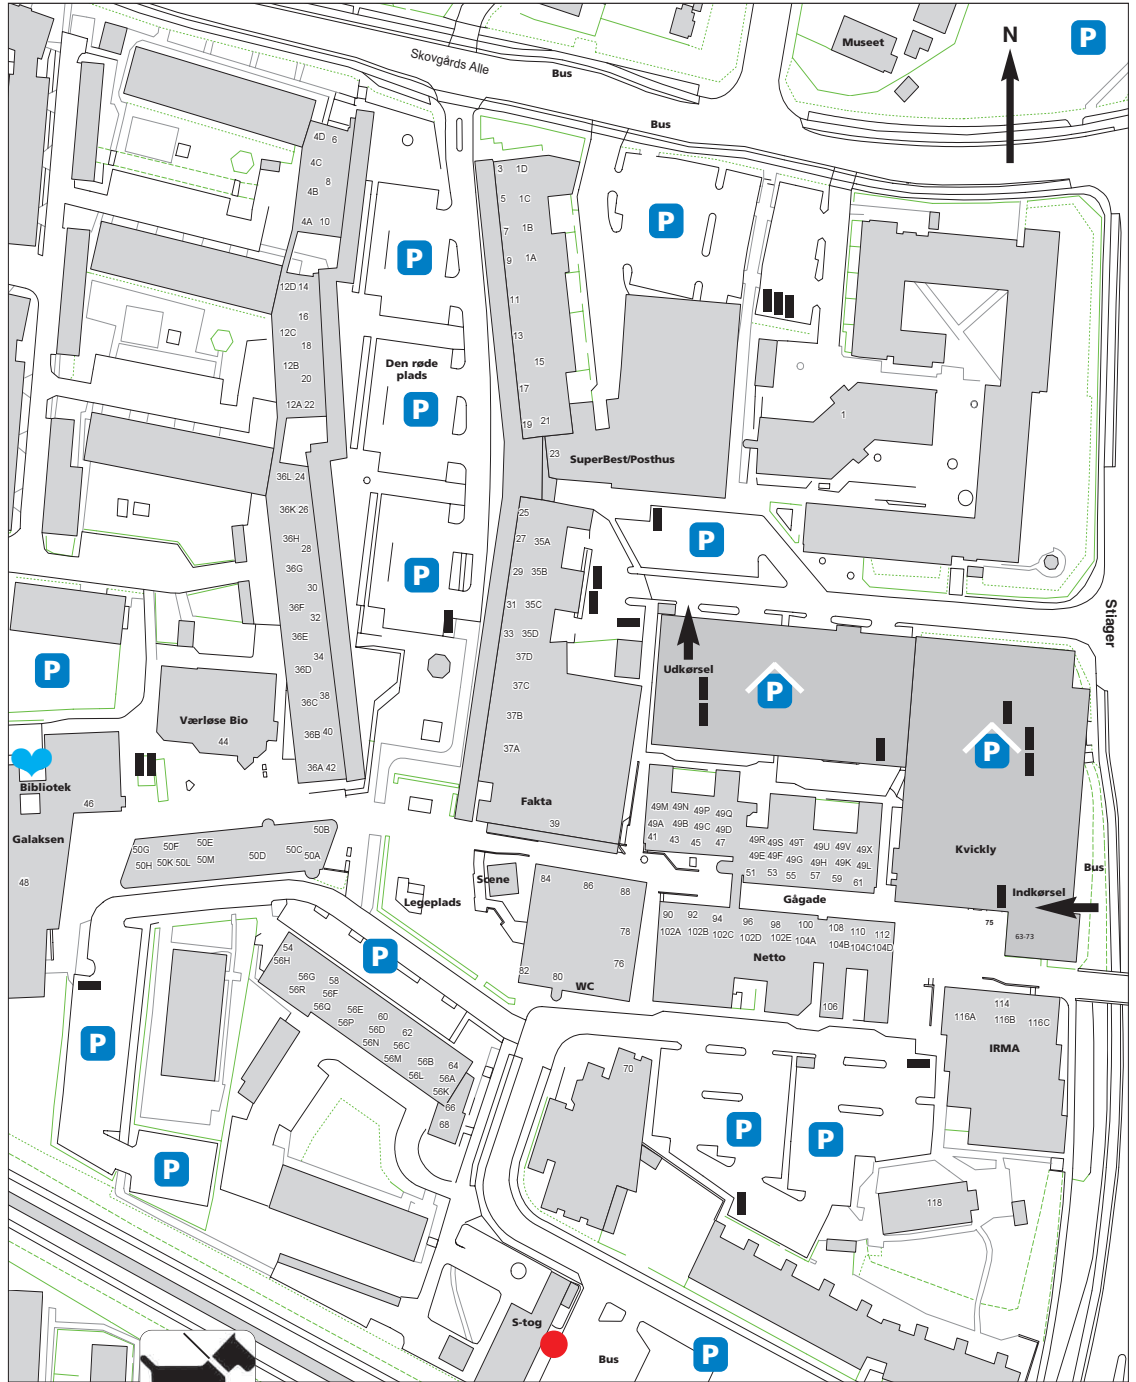 Museet
P
N
Skovgårds Alle
Bus
Bus
4D 6
4C
8
4B
4A 10
3 1D
5 1C
7 1B
9 1A
11
13
15
17
19 21
23
P
P
12D 14
16
12C
18
12B
20
12A 22
Den røde
plads
P
1
SuperBest/Posthus
36L 24
36K 26
36H
28
36G
30
36F
32
36E
34
36D
38
36C
36B 40
36A 42
25
27 35A
29 35B
31 35C
33 35D
37D
37C
37B
37A
P
P
Stiager
P
Udkørsel
P
P
Værløse Bio
44
Bibliotek
46
Galaksen
48
Fakta
39
49M 49N 49P 49Q
49A 49B 49C 49D
41 43 45 47
49R 49S 49T 49U 49V 49X
49E 49F 49G 49H 49K 49L
51 53 55 57 59 61
Kvickly
Bus
50B
50G 50F 50E 50C
50H 50K 50L 50M 50D 50A
Scene
84 86 88
Legeplads
Gågade
Indkørsel
75
63-73
90 92 94 96 98 100 108 110 112
102A 102B 102C 102D 102E 104A 104B 104C 104D
78
76
82 80
WC
Netto
106
54
56H
P
56G 58
56R 56F
56Q 56E 60
56P 56D 62
56N 56C
56M 56B 64
56L 56A
56K
66
68
P
P
114
116A 116B 116C
IRMA
70
P
P
118
S-tog
Bus
P